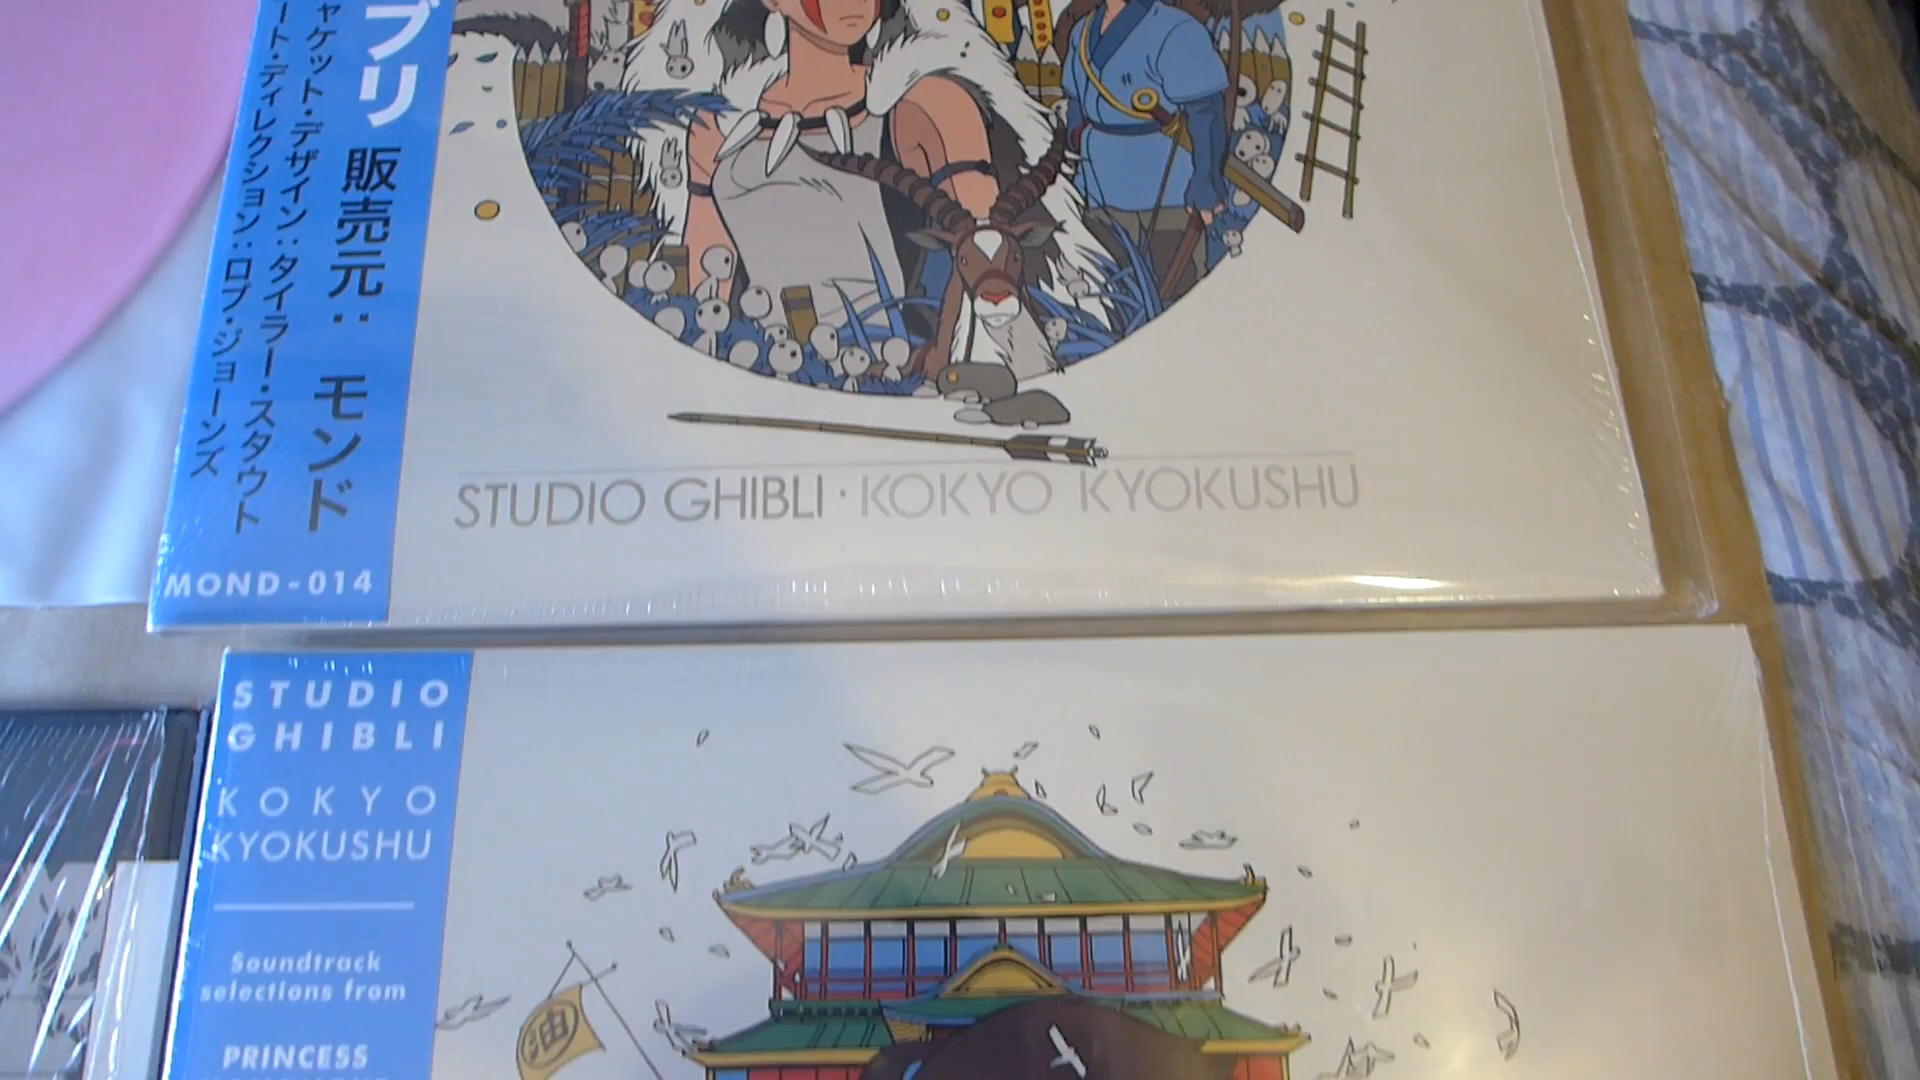 ブリ 販売元: モンド
ャケット・デザイン:タイラー・スタウト
ート・ディレクション:ロブ・ジョーンズ
MOND-014
STUDIO GHIBLI · KOKYO KYOKUSHU
STUDIO
GHIBLI
KOKYO
KYOKUSHU
Soundtrack
selections from
PRINCESS
油